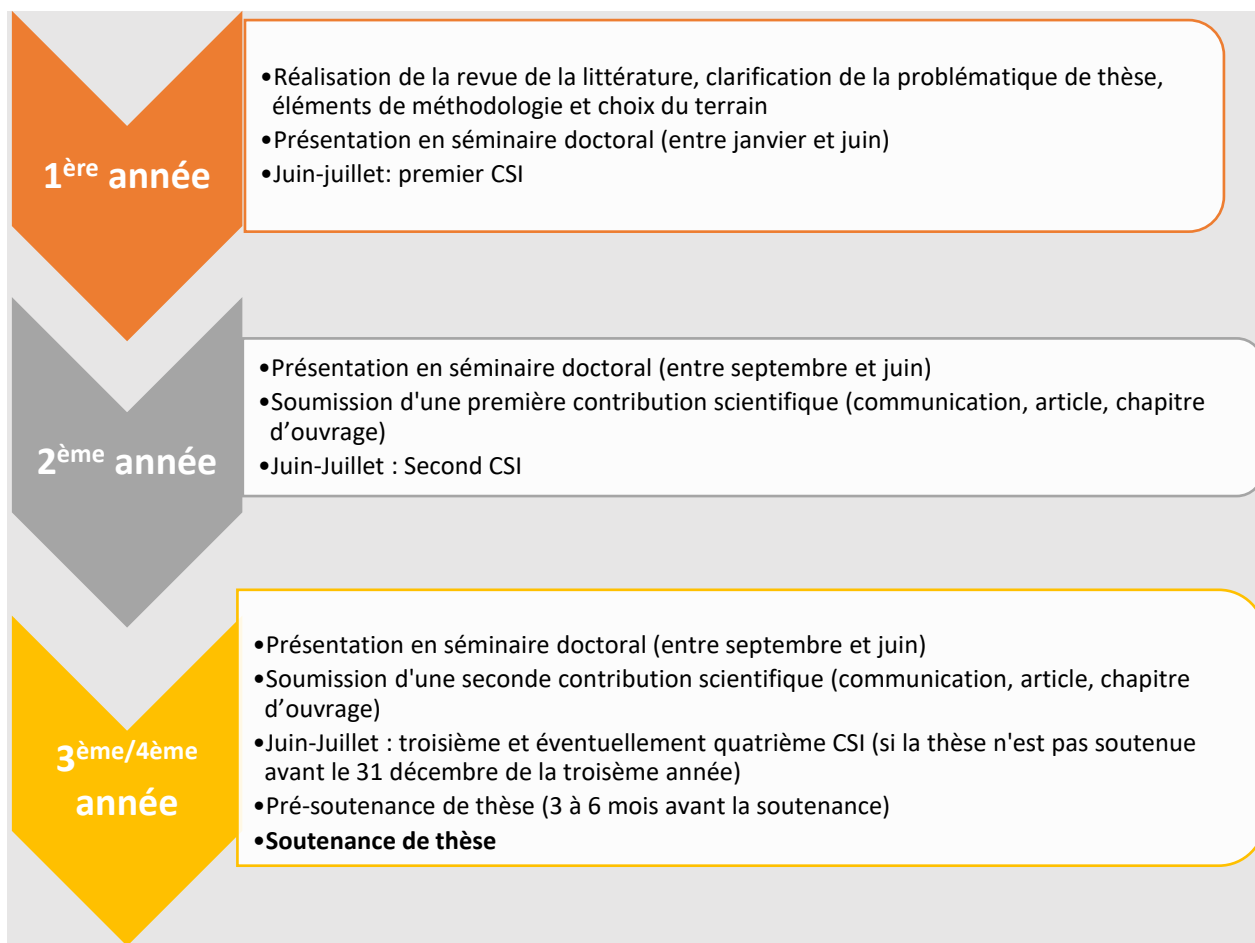 1ère année
•Réalisation de la revue de la littérature, clarification de la problématique de thèse,
éléments de méthodologie et choix du terrain
•Présentation en séminaire doctoral (entre janvier et juin)
•Juin-juillet: premier CSI
2ème année
•Présentation en séminaire doctoral (entre septembre et juin)
•Soumission d'une première contribution scientifique (communication, article, chapitre
d’ouvrage)
•Juin-Juillet : Second CSI
3ème/4ème
année
•Présentation en séminaire doctoral (entre septembre et juin)
•Soumission d'une seconde contribution scientifique (communication, article, chapitre
d’ouvrage)
•Juin-Juillet : troisième et éventuellement quatrième CSI (si la thèse n'est pas soutenue
avant le 31 décembre de la troisème année)
•Pré-soutenance de thèse (3 à 6 mois avant la soutenance)
•Soutenance de thèse